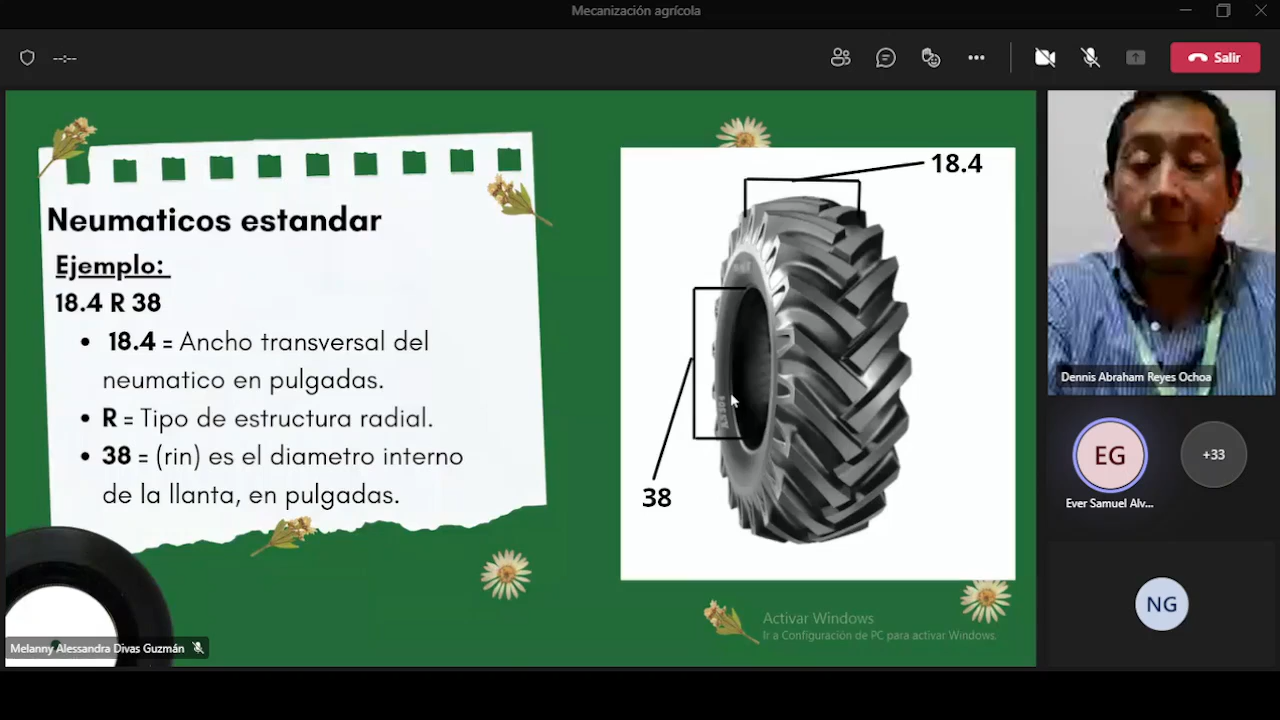 Mecanización agrícola
--:--
Salir
Neumaticos estandar
Ejemplo:
18.4 R 38
18.4 = Ancho transversal del
neumatico en pulgadas.
R = Tipo de estructura radial.
38 = (rin) es el diametro interno
de la llanta, en pulgadas.
18.4
38
Activar Windows
Ir a Configuración de PC para activar Windows.
Melanny Alessandra Divas Guzmán
Dennis Abraham Reyes Ochoa
EG
+33
Ever Samuel Alv...
NG